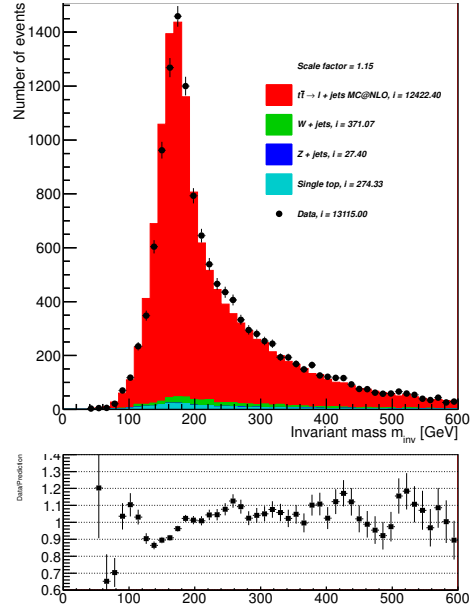 Number of events
1400
1200
1000
800
600
400
200
0
Scale factor = 1.15
tt̄ → l + jets MC@NLO, i = 12422.40
W + jets, i = 371.07
Z + jets, i = 27.40
Single top, i = 274.33
Data, i = 13115.00
0 100 200 300 400 500 600
Invariant mass m_inv [GeV]
Data/Prediction
1.4
1.3
1.2
1.1
1
0.9
0.8
0.7
0.6
0 100 200 300 400 500 600